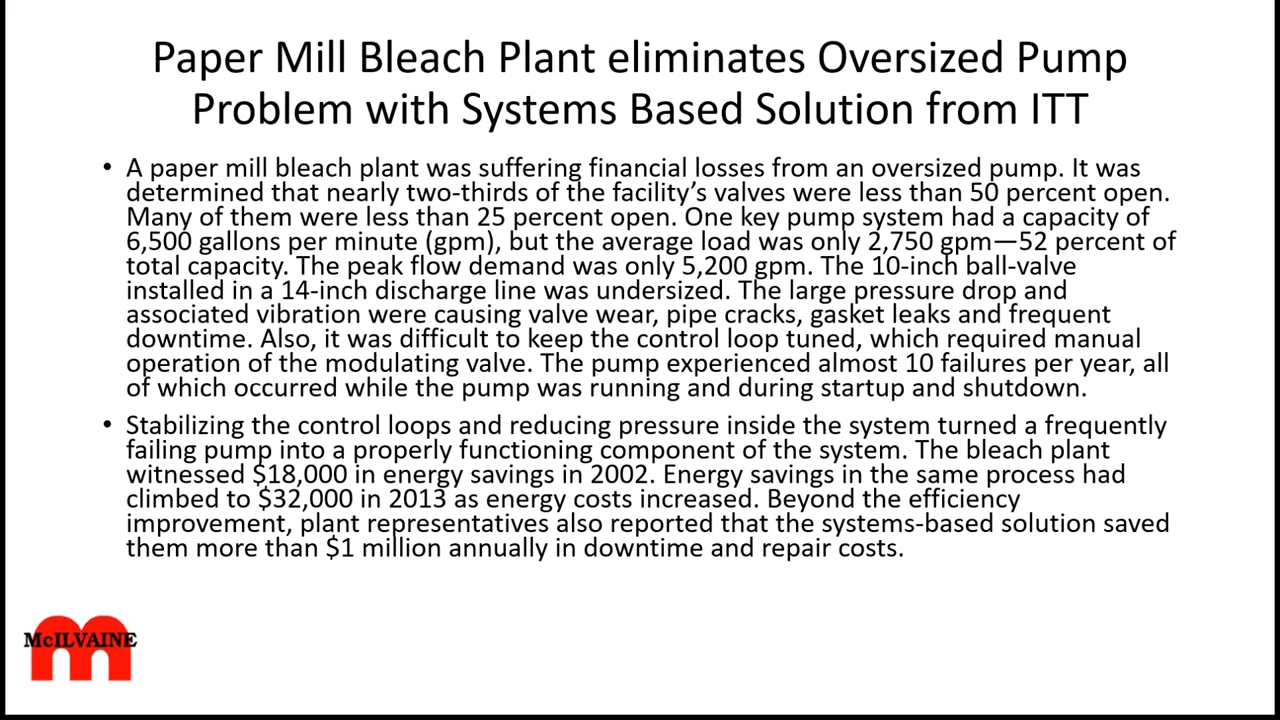 Paper Mill Bleach Plant eliminates Oversized Pump
Problem with Systems Based Solution from ITT
• A paper mill bleach plant was suffering financial losses from an oversized pump. It was
determined that nearly two-thirds of the facility’s valves were less than 50 percent open.
Many of them were less than 25 percent open. One key pump system had a capacity of
6,500 gallons per minute (gpm), but the average load was only 2,750 gpm—52 percent of
total capacity. The peak flow demand was only 5,200 gpm. The 10-inch ball-valve
installed in a 14-inch discharge line was undersized. The large pressure drop and
associated vibration were causing valve wear, pipe cracks, gasket leaks and frequent
downtime. Also, it was difficult to keep the control loop tuned, which required manual
operation of the modulating valve. The pump experienced almost 10 failures per year, all
of which occurred while the pump was running and during startup and shutdown.
• Stabilizing the control loops and reducing pressure inside the system turned a frequently
failing pump into a properly functioning component of the system. The bleach plant
witnessed $18,000 in energy savings in 2002. Energy savings in the same process had
climbed to $32,000 in 2013 as energy costs increased. Beyond the efficiency
improvement, plant representatives also reported that the systems-based solution saved
them more than $1 million annually in downtime and repair costs.
McILVAINE